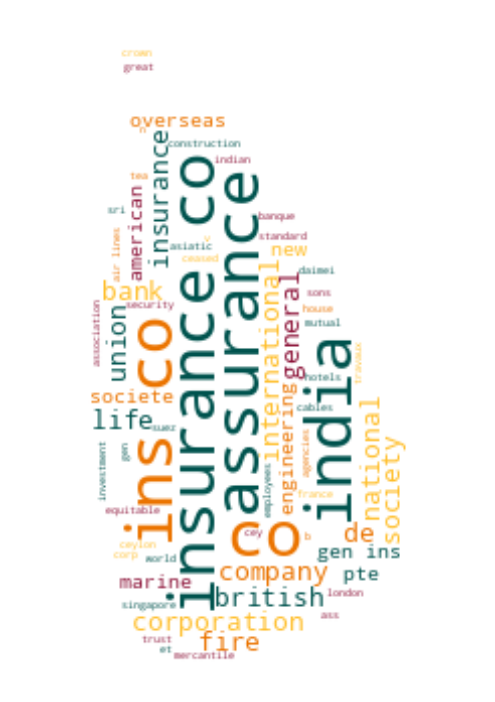 crown
great
overseas
n
insurance
construction
indian
insurance co
assurance
tea
american
sri
banque
standard
asiatic
v
new
ceased
air lines
international
general
daimei
bank
security
sons
association
union
house
mutual
ins co
india
travaux
hotels
societe
engineering
cables
national
life
suez
society
agencies
investment
gen
employees
france
equitable
co
cey
b
de
ceylon
corp
world
gen ins
company
pte
marine
british
london
singapore
corporation
ass
trust
fire
et
mercantile